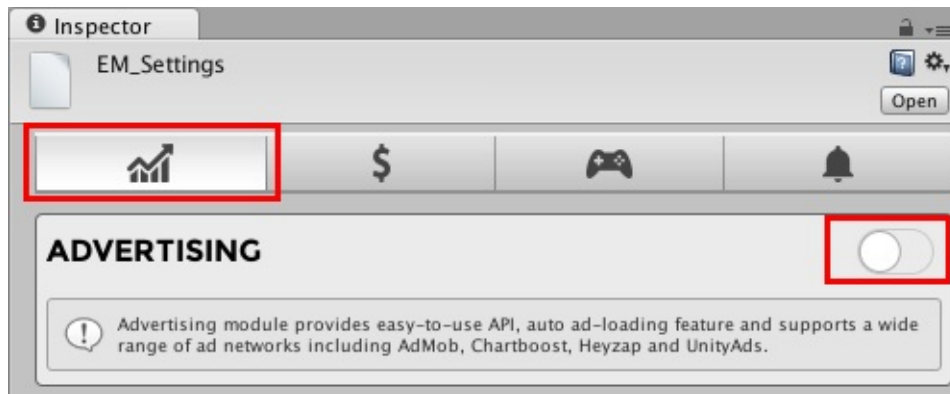 Inspector
EM_Settings
Open
$
ADVERTISING
Advertising module provides easy-to-use API, auto ad-loading feature and supports a wide
range of ad networks including AdMob, Chartboost, Heyzap and UnityAds.